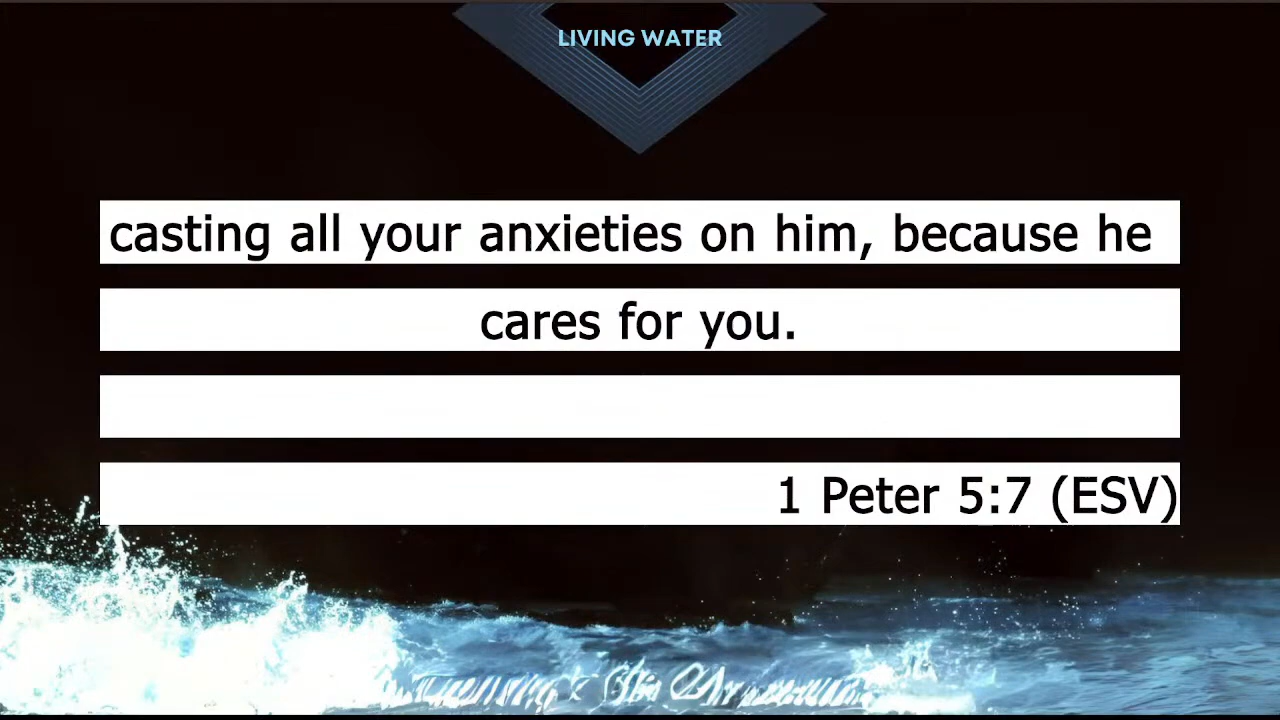 LIVING WATER
casting all your anxieties on him, because he
cares for you.
1 Peter 5:7 (ESV)